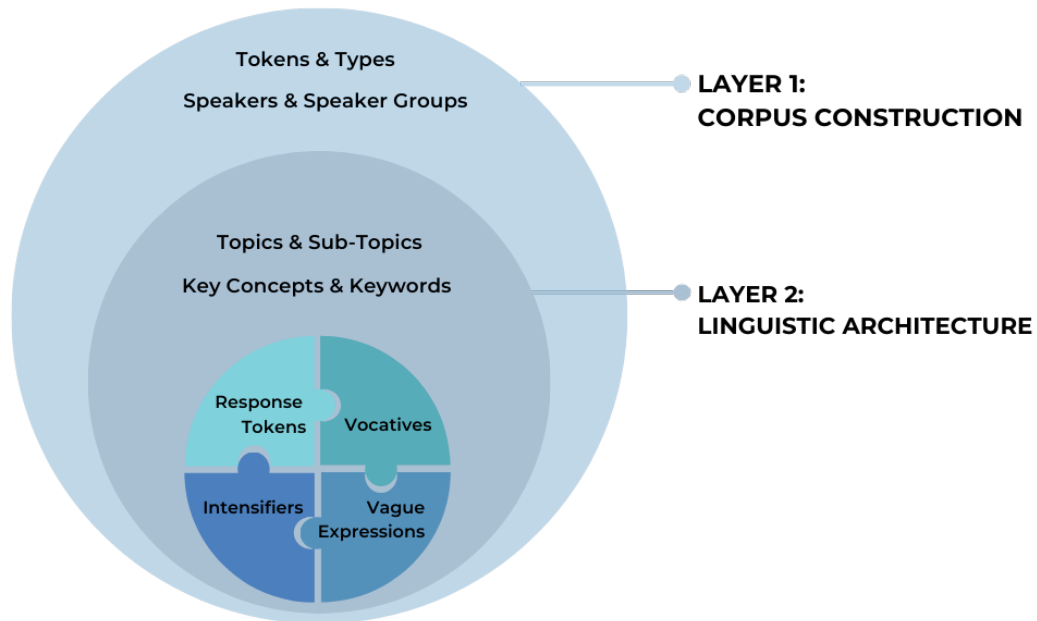 Tokens & Types
Speakers & Speaker Groups
LAYER 1:
CORPUS CONSTRUCTION
Topics & Sub-Topics
Key Concepts & Keywords
LAYER 2:
LINGUISTIC ARCHITECTURE
Response
Tokens
Vocatives
Intensifiers
Vague
Expressions